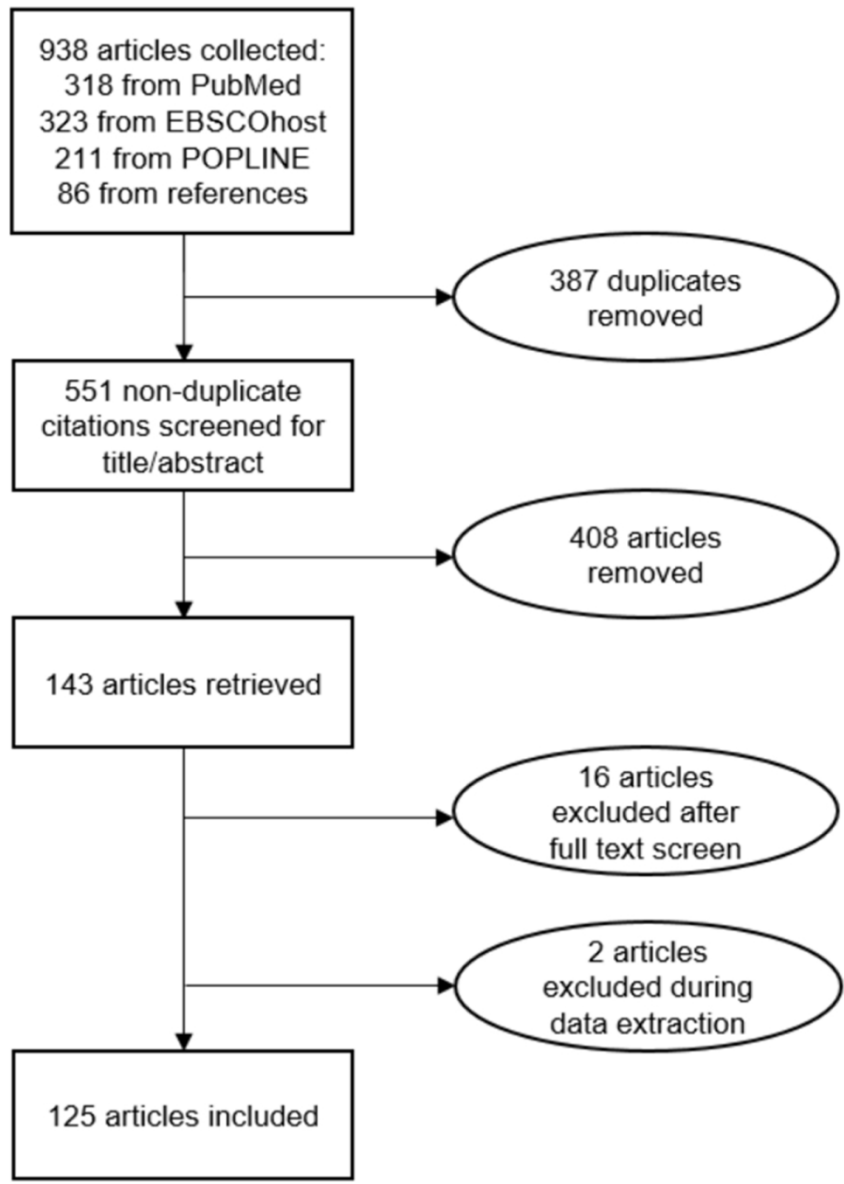 938 articles collected:
318 from PubMed
323 from EBSCOhost
211 from POPLINE
86 from references
387 duplicates
removed
551 non-duplicate
citations screened for
title/abstract
408 articles
removed
143 articles retrieved
16 articles
excluded after
full text screen
2 articles
excluded during
data extraction
125 articles included